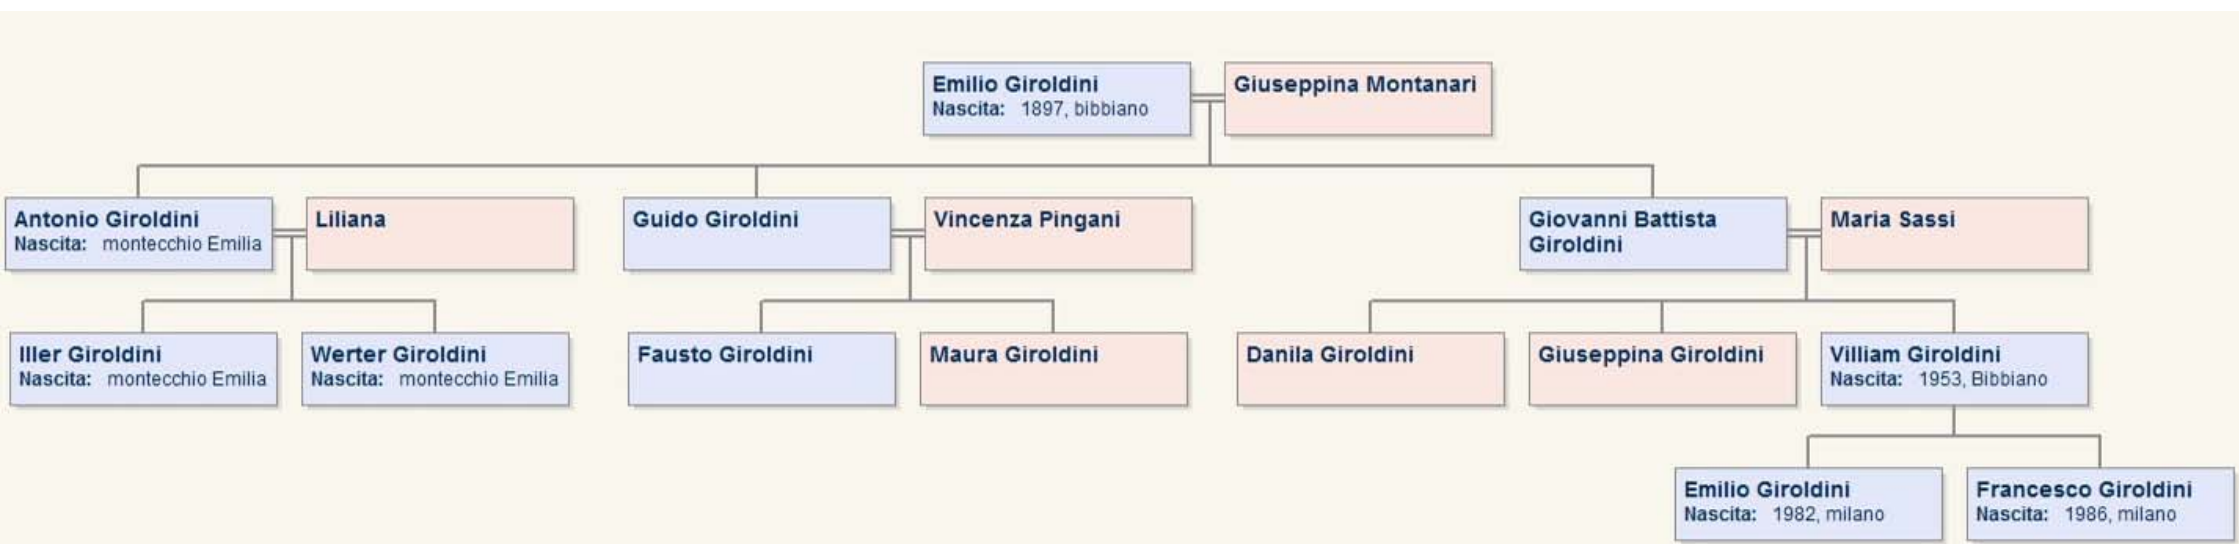 Emilio Giroldini
Nascita: 1897, bibbiano
Giuseppina Montanari
Antonio Giroldini
Nascita: montecchio Emilia
Liliana
Guido Giroldini
Vincenza Pingani
Giovanni Battista
Giroldini
Maria Sassi
Iller Giroldini
Nascita: montecchio Emilia
Werter Giroldini
Nascita: montecchio Emilia
Fausto Giroldini
Maura Giroldini
Danila Giroldini
Giuseppina Giroldini
Villiam Giroldini
Nascita: 1953, Bibbiano
Emilio Giroldini
Nascita: 1982, milano
Francesco Giroldini
Nascita: 1986, milano